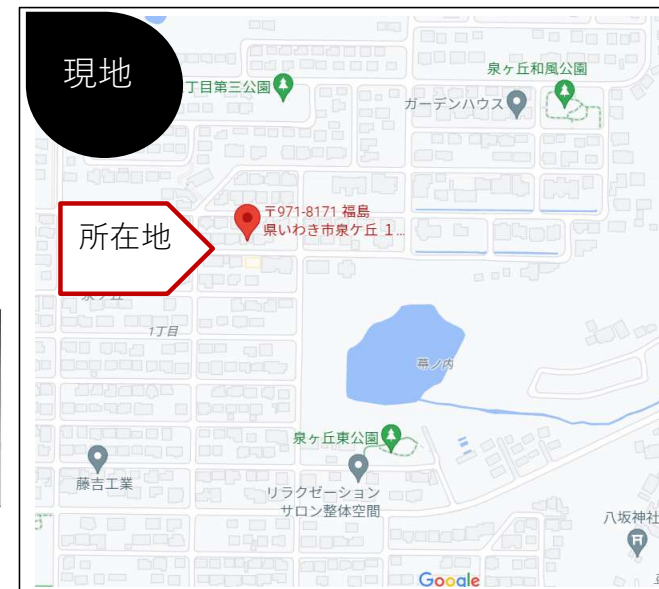 現地
丁目第三公園
泉ヶ丘和風公園
ガーデンハウス
所在地
〒971-8171 福島
県いわき市泉ケ丘 1...
泉ヶ丘
1丁目
幕ノ内
泉ヶ丘東公園
藤吉工業
リラクゼーション
サロン整体空間
八坂神社
Google